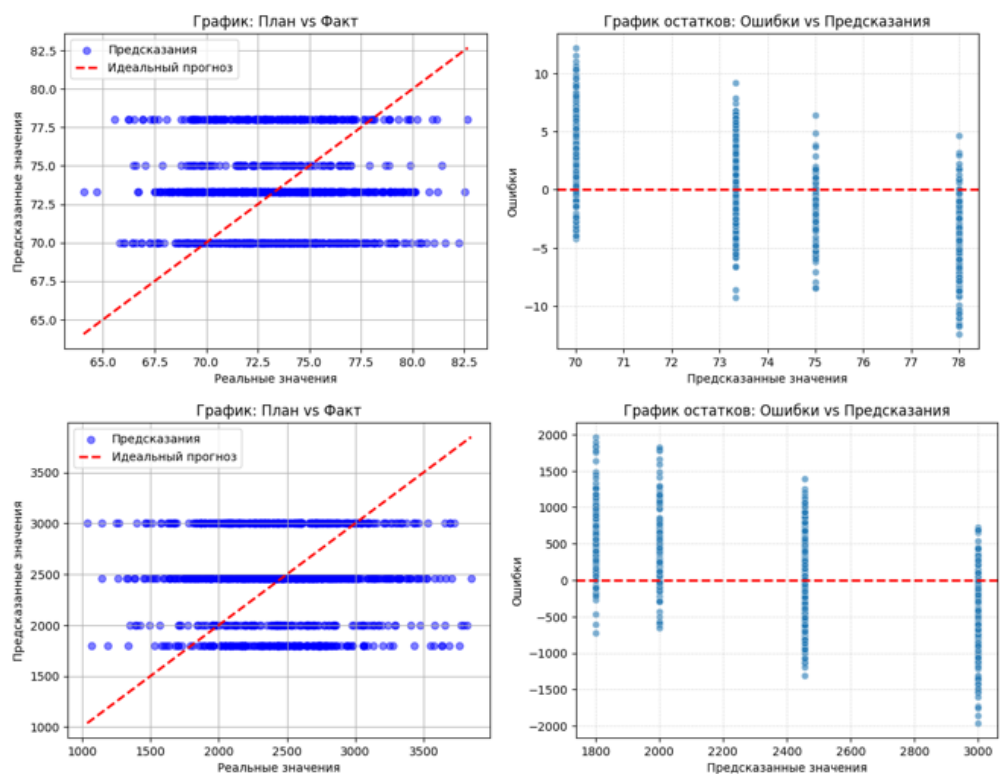 График: План vs Факт
Предсказания
Идеальный прогноз
Предсказанные значения
82.5
80.0
77.5
75.0
72.5
70.0
67.5
65.0
65.0 67.5 70.0 72.5 75.0 77.5 80.0 82.5
Реальные значения
График остатков: Ошибки vs Предсказания
Ошибки
10
5
0
−5
−10
70 71 72 73 74 75 76 77 78
Предсказанные значения
График: План vs Факт
Предсказания
Идеальный прогноз
Предсказанные значения
3500
3000
2500
2000
1500
1000
1000 1500 2000 2500 3000 3500
Реальные значения
График остатков: Ошибки vs Предсказания
Ошибки
2000
1500
1000
500
0
−500
−1000
−1500
−2000
1800 2000 2200 2400 2600 2800 3000
Предсказанные значения